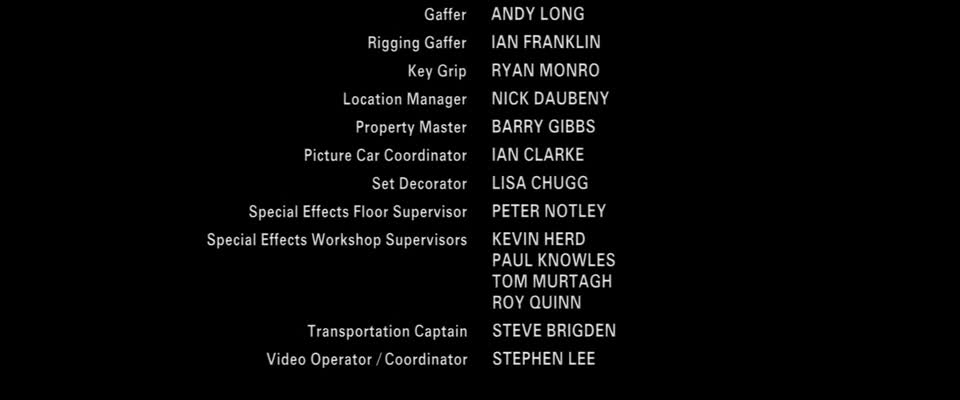 Gaffer ANDY LONG
Rigging Gaffer IAN FRANKLIN
Key Grip RYAN MONRO
Location Manager NICK DAUBENY
Property Master BARRY GIBBS
Picture Car Coordinator IAN CLARKE
Set Decorator LISA CHUGG
Special Effects Floor Supervisor PETER NOTLEY
Special Effects Workshop Supervisors KEVIN HERD
PAUL KNOWLES
TOM MURTAGH
ROY QUINN
Transportation Captain STEVE BRIGDEN
Video Operator / Coordinator STEPHEN LEE